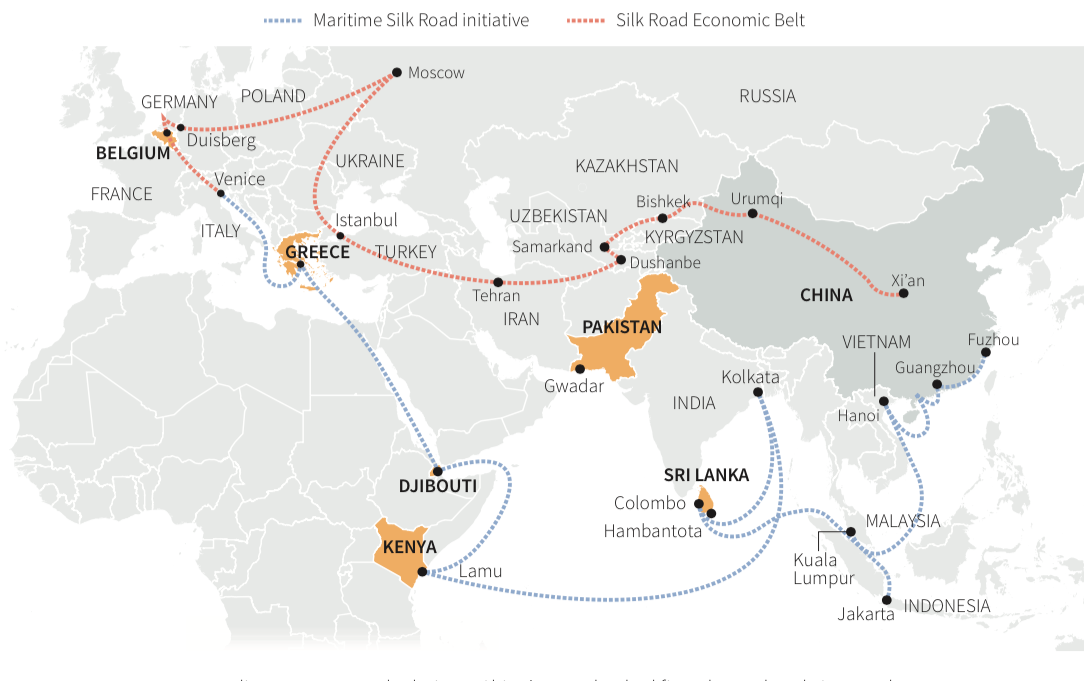 Maritime Silk Road initiative
Silk Road Economic Belt
Moscow
GERMANY
POLAND
RUSSIA
Duisberg
BELGIUM
UKRAINE
KAZAKHSTAN
Venice
FRANCE
Bishkek
Urumqi
Istanbul
UZBEKISTAN
ITALY
KYRGYZSTAN
Samarkand
GREECE
TURKEY
Dushanbe
Xi'an
Tehran
CHINA
IRAN
PAKISTAN
VIETNAM
Fuzhou
Guangzhou
Kolkata
Gwadar
INDIA
Hanoi
SRI LANKA
DJIBOUTI
Colombo
MALAYSIA
Hambantota
KENYA
Kuala
Lumpur
Lamu
Jakarta
INDONESIA